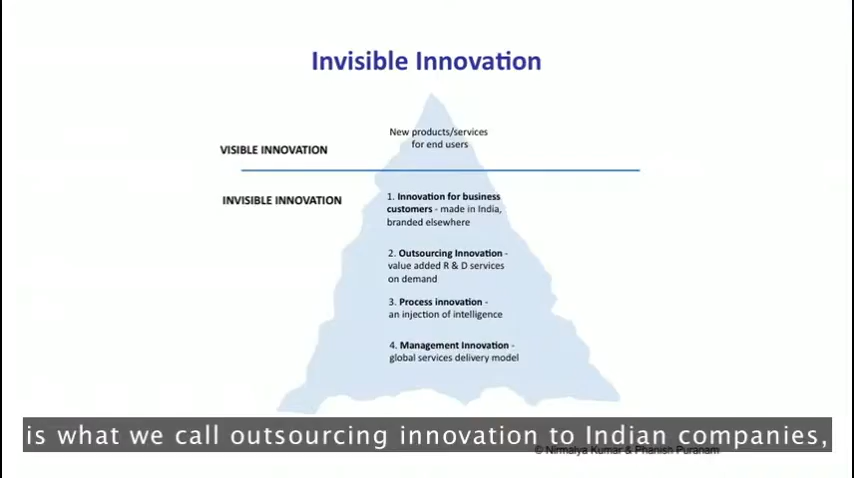 Invisible Innovation
New products/services
for end users
VISIBLE INNOVATION
INVISIBLE INNOVATION
1. Innovation for business
customers - made in India,
branded elsewhere
2. Outsourcing Innovation -
value added R & D services
on demand
3. Process innovation -
an injection of intelligence
4. Management Innovation -
global services delivery model
is what we call outsourcing innovation to Indian companies,
© Nirmalya Kumar & Phanish Puranam